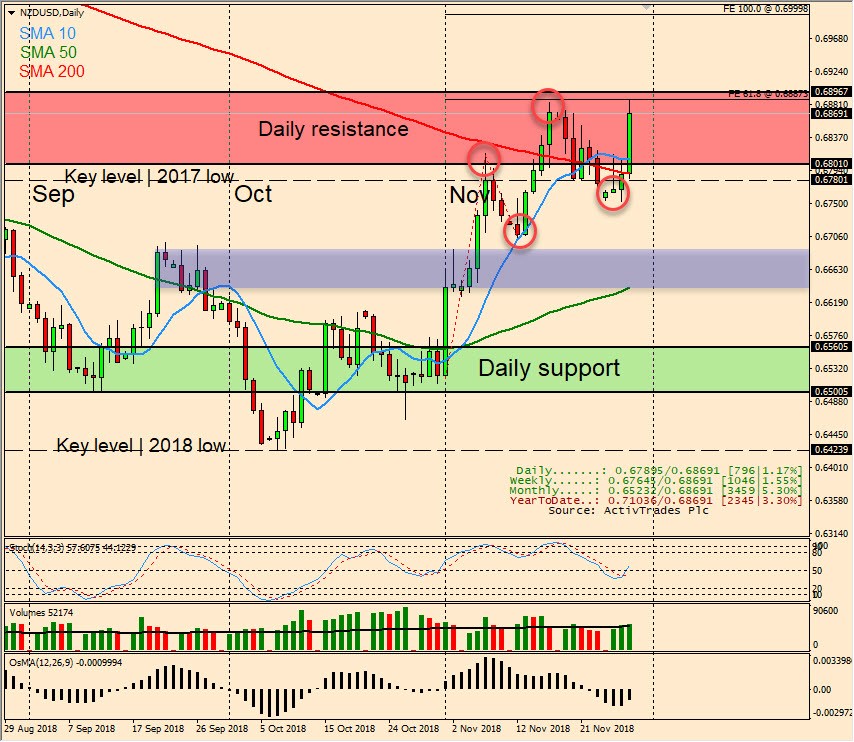 NZDUSD,Daily
FE 100.0 @ 0.69998
SMA 10
SMA 50
SMA 200
0.69680
0.69240
0.68967
FE 61.8 @ 0.68873
0.68810
0.68691
Daily resistance
0.68370
0.68010
Key level | 2017 low
0.67801
Sep
Oct
Nov
0.67500
0.67060
0.66630
0.66190
0.65760
0.65605
Daily support
0.65320
0.65005
0.64880
0.64450
Key level | 2018 low
0.64239
0.64010
Daily......: 0.67895/0.68691 [796|1.17%]
Weekly.....: 0.67645/0.68691 [1046|1.55%]
Monthly....: 0.65232/0.68691 [3459|5.30%]
YearToDate..: 0.71036/0.68691 [2345|3.30%]
0.63580
Source: ActivTrades Plc
0.63140
Stoch(14,3,3) 57.6075 44.1229
100
80
50
20
Volumes 52174
90600
0
OsMA(12,26,9) -0.0009994
0.00
29 Aug 2018 7 Sep 2018 17 Sep 2018 26 Sep 2018 5 Oct 2018 15 Oct 2018 24 Oct 2018 2 Nov 2018 12 Nov 2018 21 Nov 2018